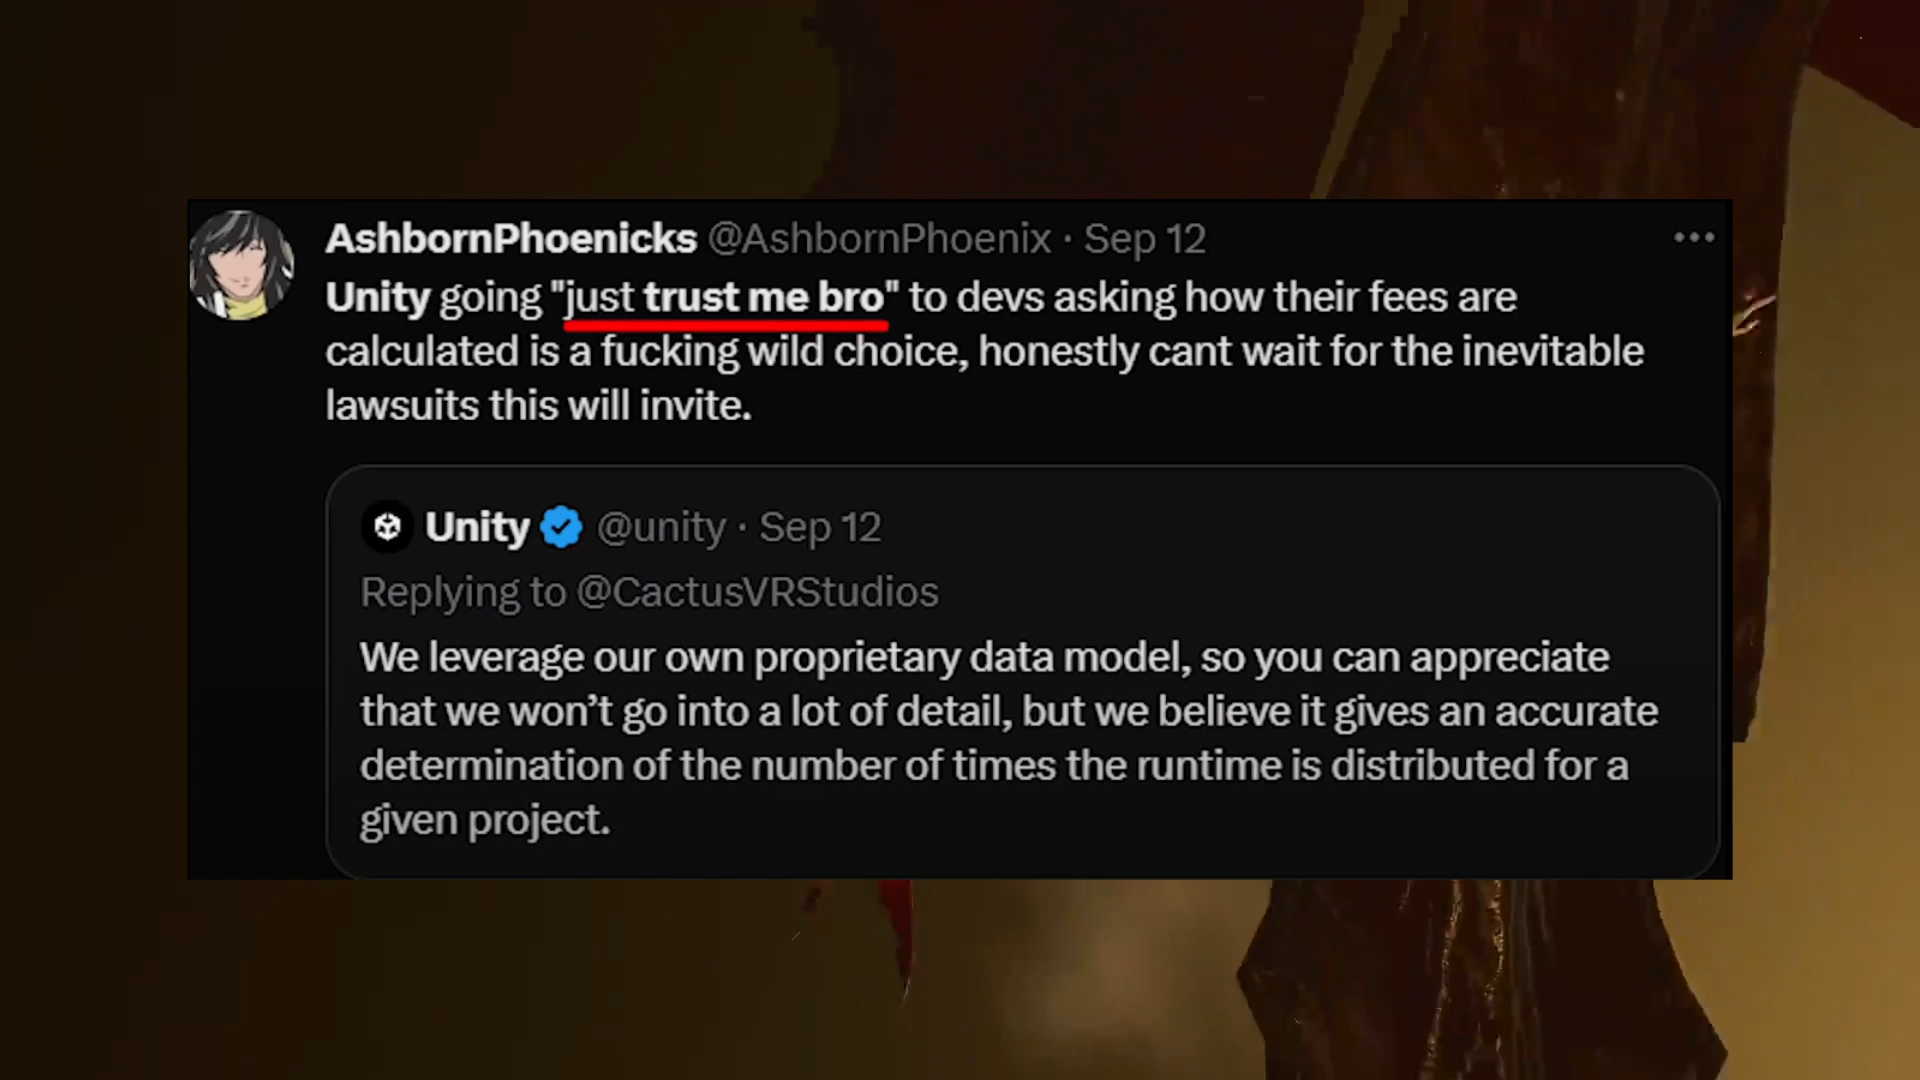 AshbornPhoenicks @AshbornPhoenix · Sep 12
Unity going "just trust me bro" to devs asking how their fees are
calculated is a fucking wild choice, honestly cant wait for the inevitable
lawsuits this will invite.
Unity @unity · Sep 12
Replying to @CactusVRStudios
We leverage our own proprietary data model, so you can appreciate
that we won’t go into a lot of detail, but we believe it gives an accurate
determination of the number of times the runtime is distributed for a
given project.